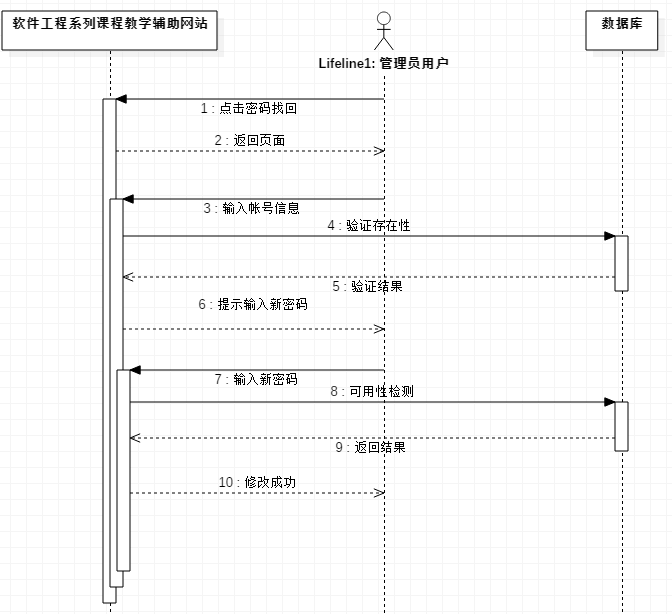 软件工程系列课程教学辅助网站
数据库
Lifeline1: 管理员用户
1 : 点击密码找回
2 : 返回页面
3 : 输入帐号信息
4 : 验证存在性
5 : 验证结果
6 : 提示输入新密码
7 : 输入新密码
8 : 可用性检测
9 : 返回结果
10 : 修改成功